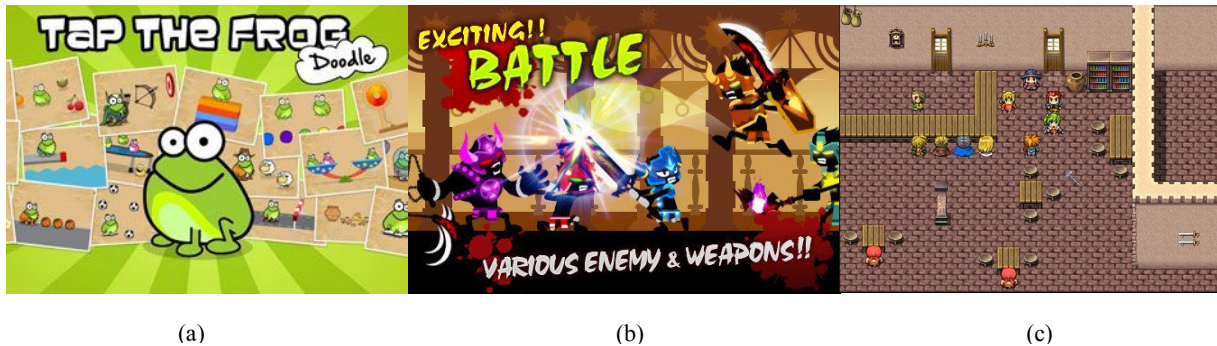 TAP THE FROG
Doodle
EXCITING!!
BATTLE
VARIOUS ENEMY & WEAPONS!!
(a)
(b)
(c)